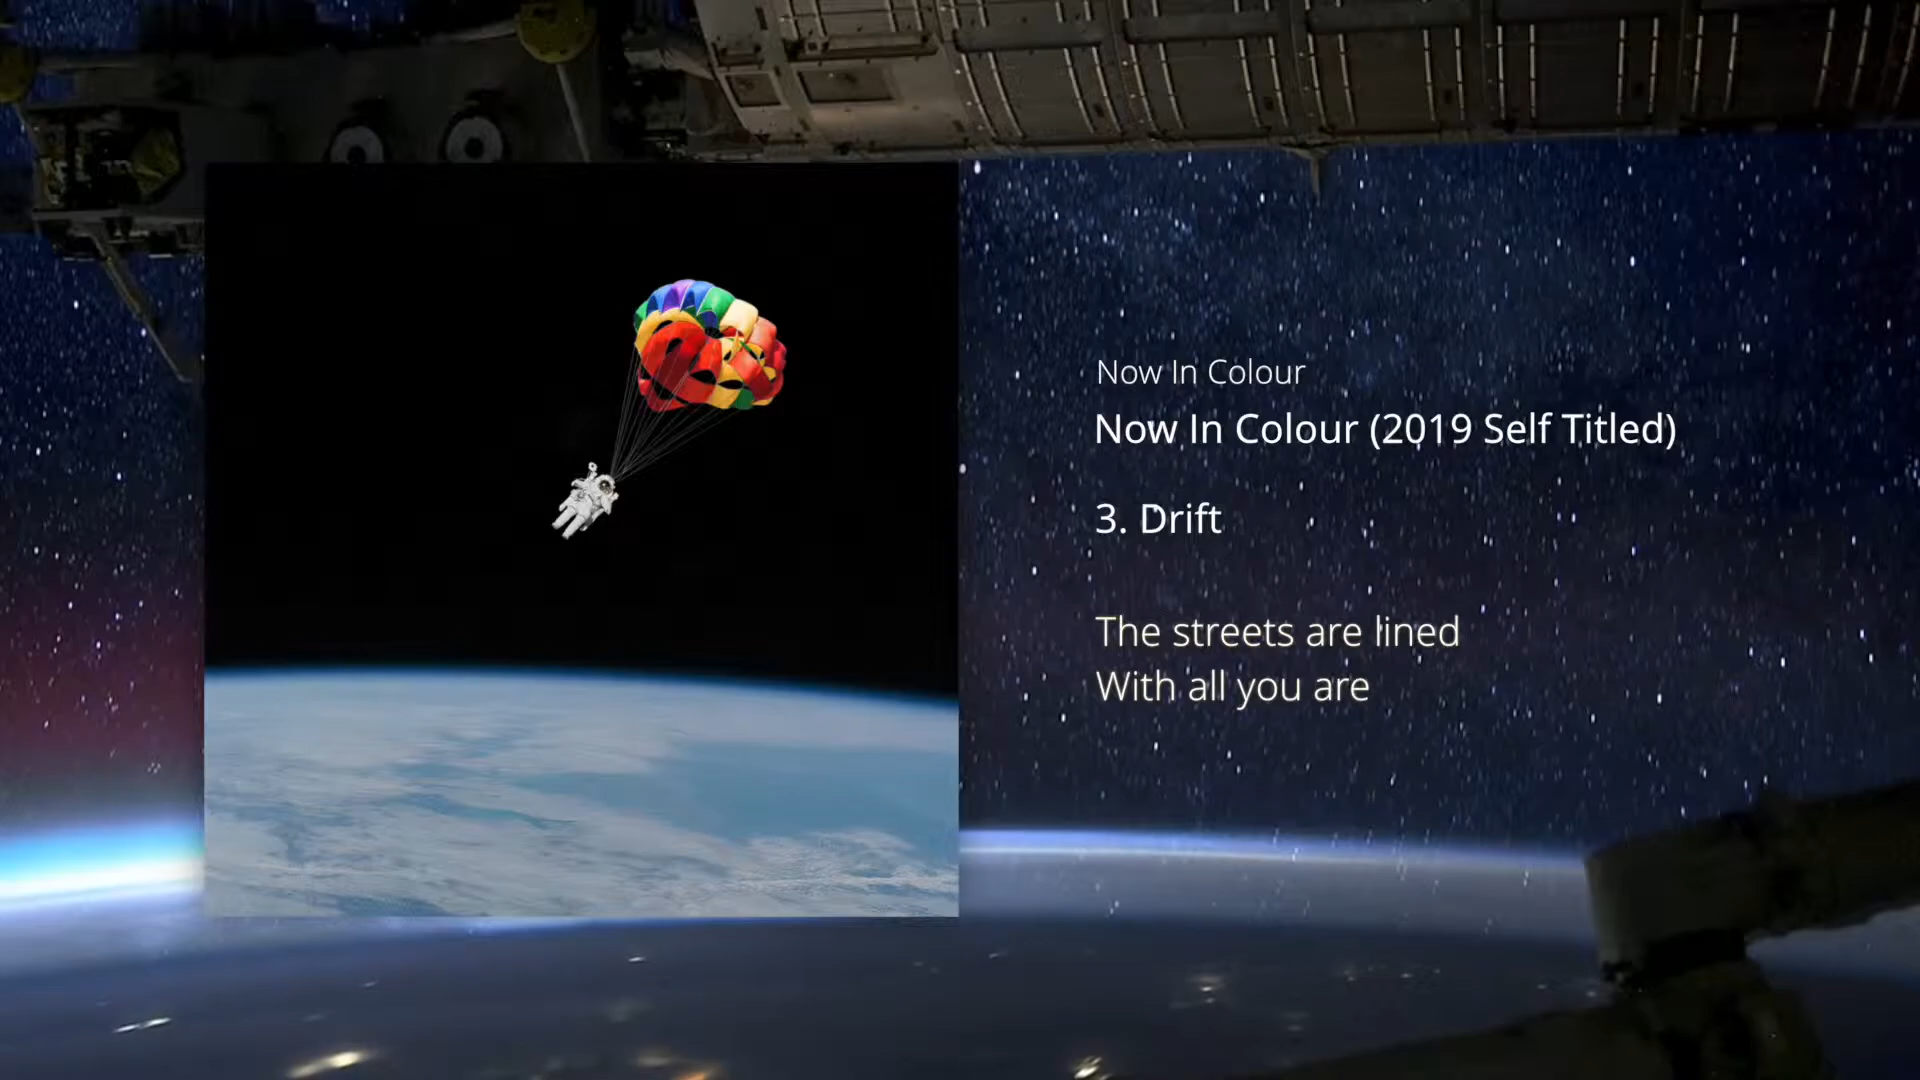 Now In Colour
Now In Colour (2019 Self Titled)
3. Drift
The streets are lined
With all you are